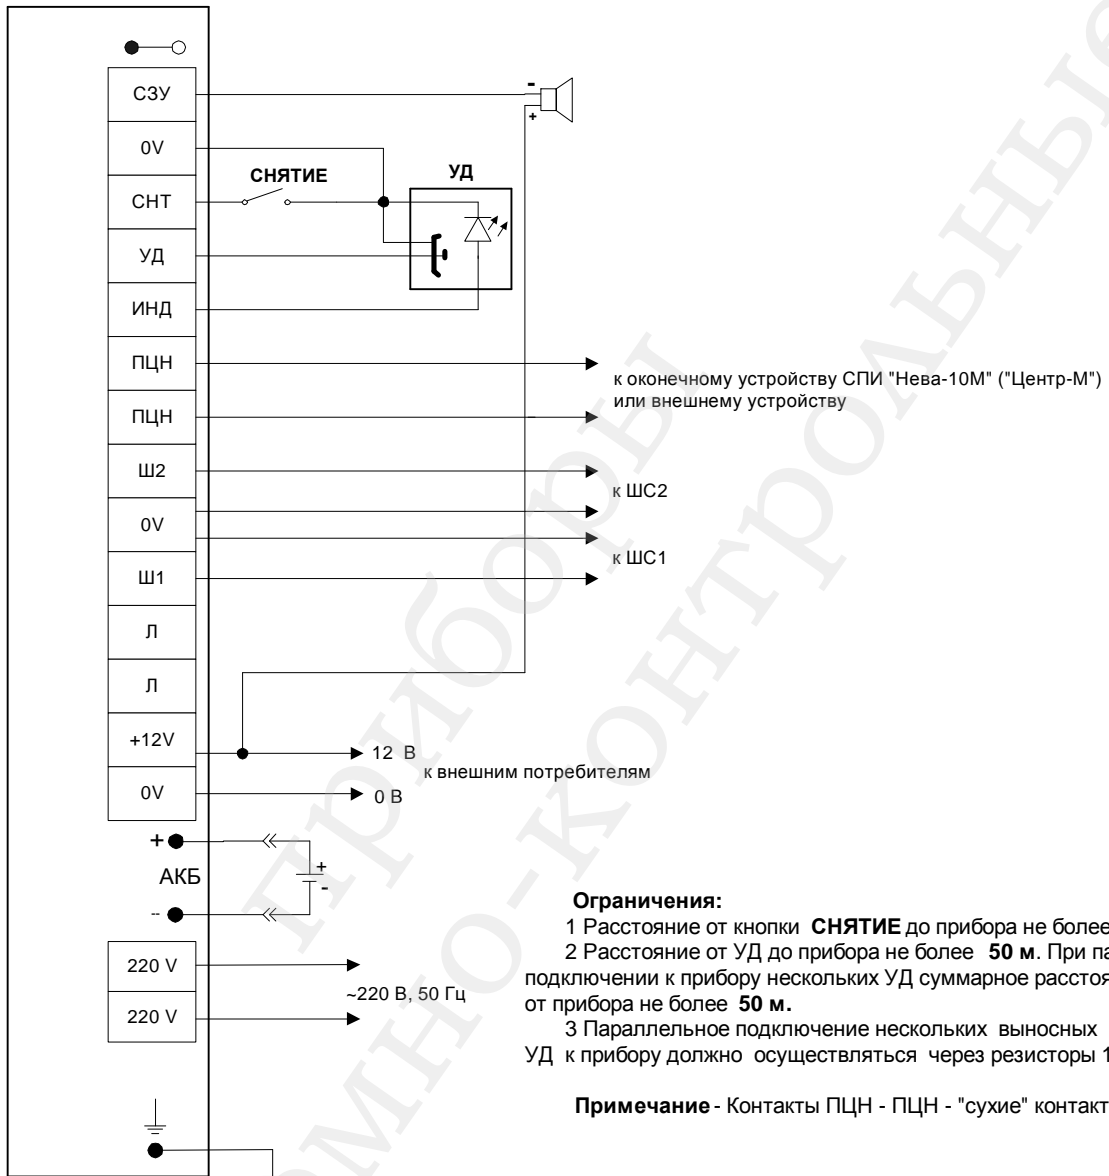 СЗУ
-
+
0V
СНЯТИЕ
УД
СНТ
УД
ИНД
ПЦН
к оконечному устройству СПИ "Нева-10М" ("Центр-М")
или внешнему устройству
ПЦН
Ш2
к ШС2
0V
к ШС1
Ш1
Л
Л
+12V
12 В
к внешним потребителям
0V
0 В
+
АКБ
+
-
--
220 V
~220 В, 50 Гц
220 V
Ограничения:
1 Расстояние от кнопки СНЯТИЕ до прибора не более
2 Расстояние от УД до прибора не более 50 м. При па
подключении к прибору нескольких УД суммарное расстоя
от прибора не более 50 м.
3 Параллельное подключение нескольких выносных
УД к прибору должно осуществляться через резисторы 1
Примечание - Контакты ПЦН - ПЦН - "сухие" контакт
приборы
мно-контрольные